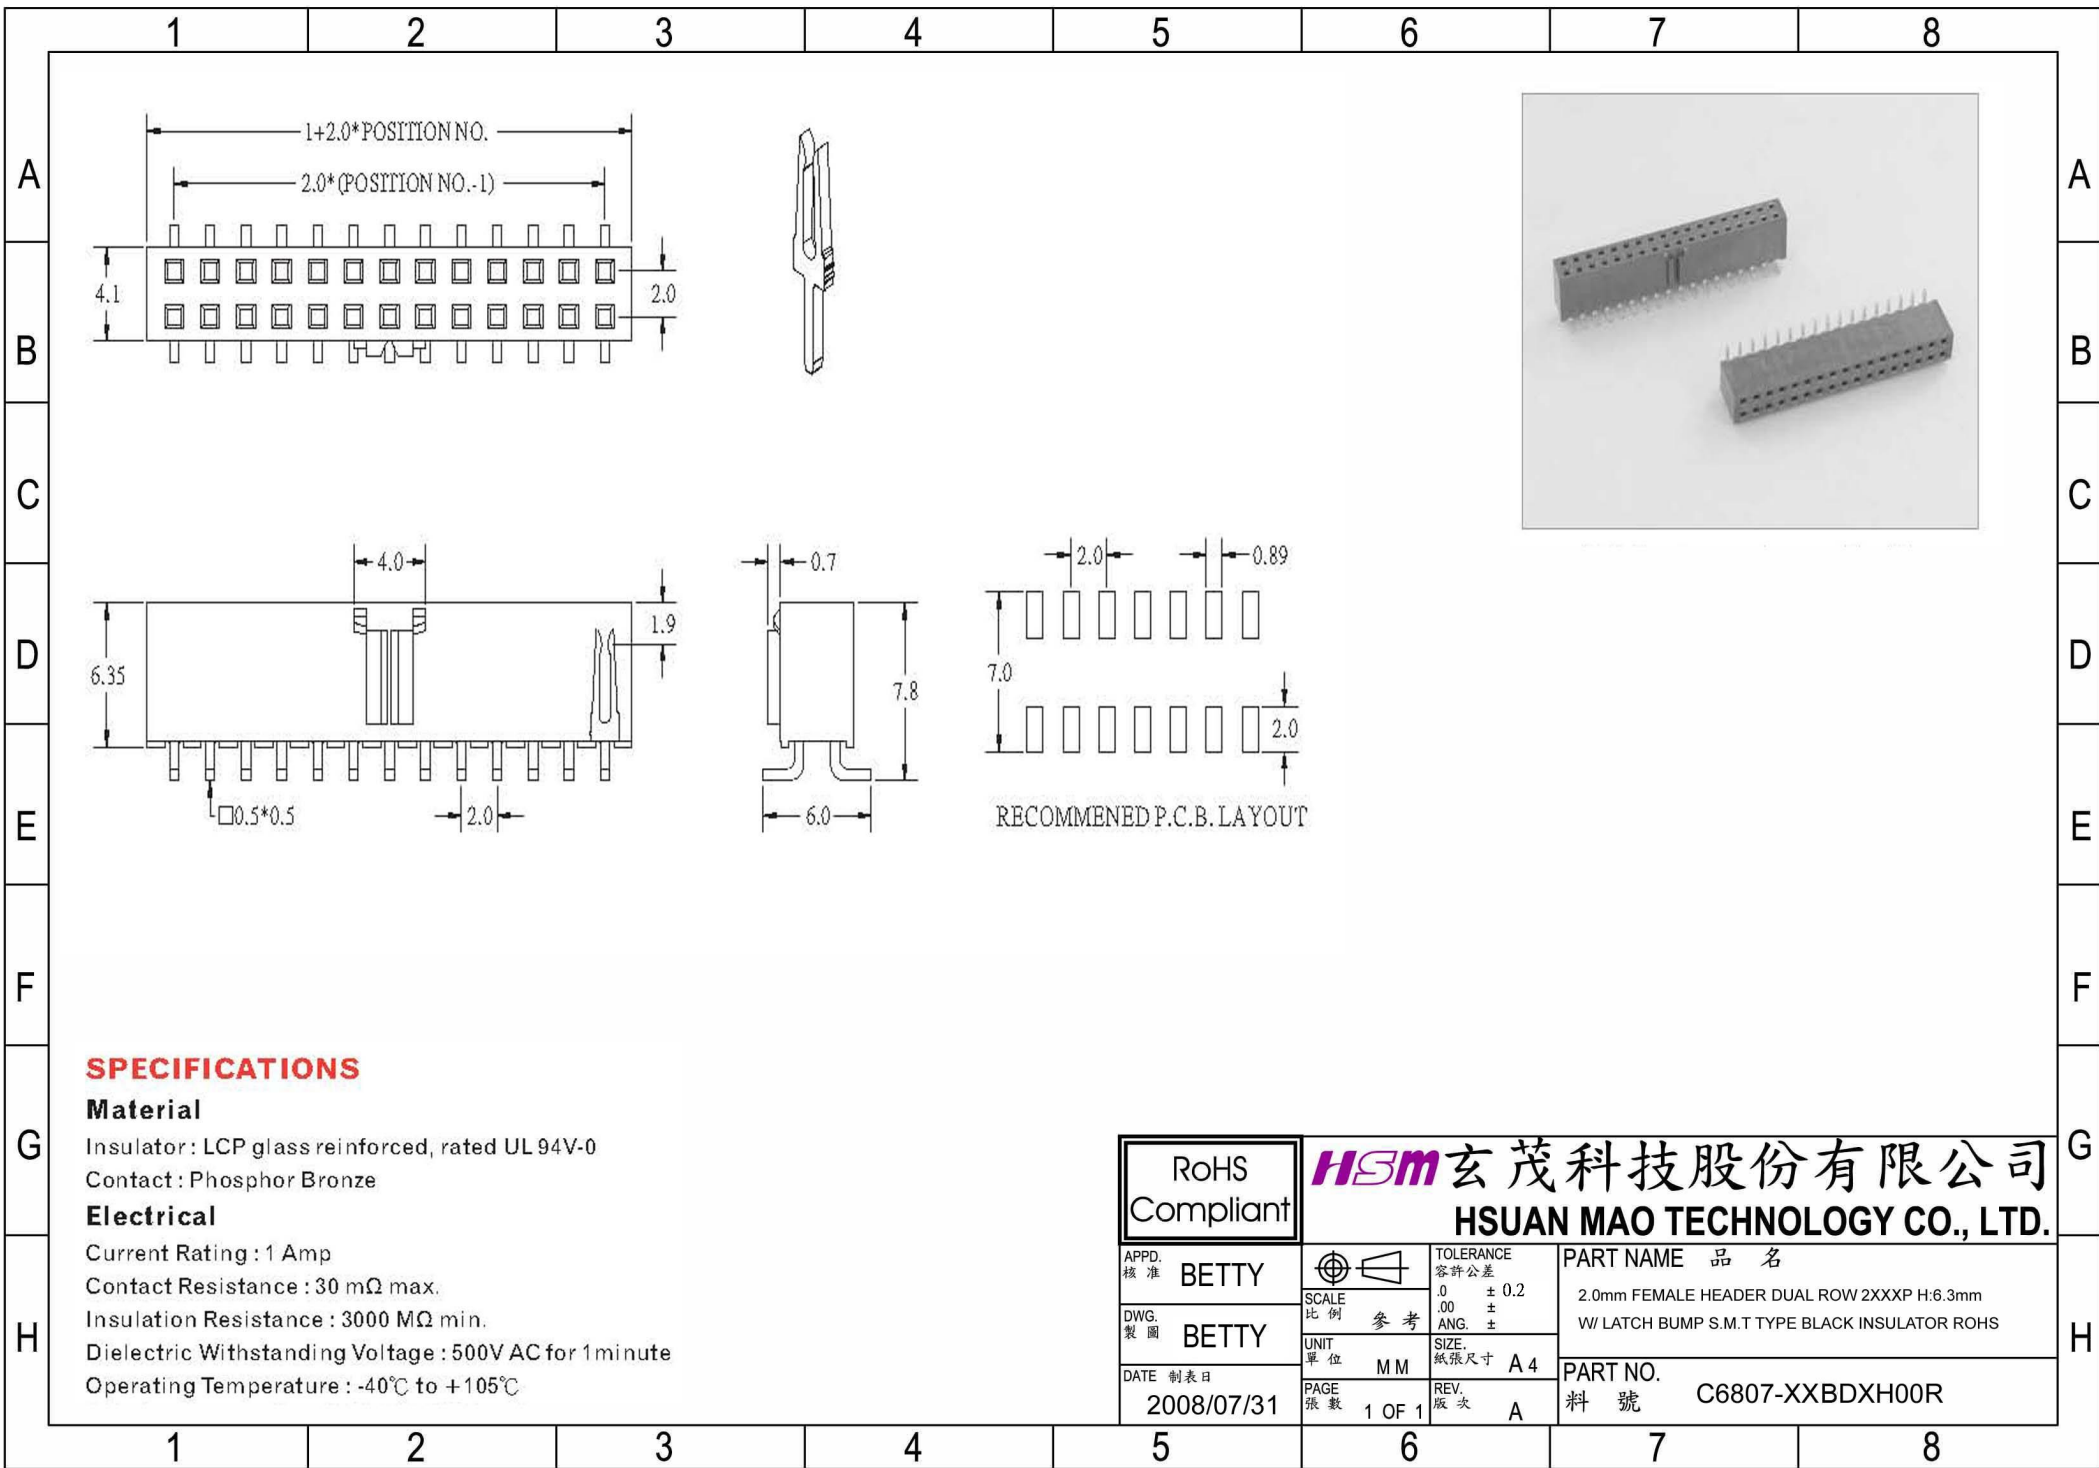 1 2 3 4 5 6 7 8
A A
B B
C C
D D
E E
F F
G G
H H
1+2.0*POSITION NO.
2.0*(POSITION NO.-1)
4.1
2.0
4.0
1.9
6.35
□0.5*0.5
2.0
0.7
7.8
6.0
2.0
0.89
7.0
2.0
RECOMMENED P.C.B. LAYOUT
SPECIFICATIONS
Material
Insulator : LCP glass reinforced, rated UL 94V-0
Contact : Phosphor Bronze
Electrical
Current Rating : 1 Amp
Contact Resistance : 30 mΩ max.
Insulation Resistance : 3000 MΩ min.
Dielectric Withstanding Voltage : 500V AC for 1minute
Operating Temperature : -40℃ to +105℃
RoHS
Compliant
HSM 玄茂科技股份有限公司
HSUAN MAO TECHNOLOGY CO., LTD.
APPD.
核 准 BETTY
DWG.
製 圖 BETTY
DATE 制表日
2008/07/31
SCALE
比 例 參 考
UNIT
單 位 MM
PAGE
張 數 1 OF 1
TOLERANCE
容許公差
.0 ± 0.2
.00 ±
ANG. ±
SIZE.
紙張尺寸 A 4
REV.
版 次 A
PART NAME 品 名
2.0mm FEMALE HEADER DUAL ROW 2XXXP H:6.3mm
W/ LATCH BUMP S.M.T TYPE BLACK INSULATOR ROHS
PART NO.
料 號 C6807-XXBDXH00R
1 2 3 4 5 6 7 8